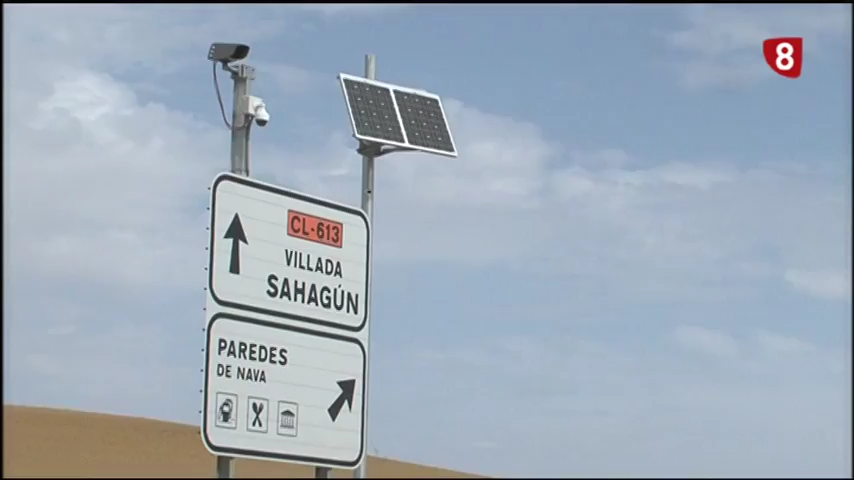 8
CL-613
VILLADA
SAHAGÚN
PAREDES
DE NAVA